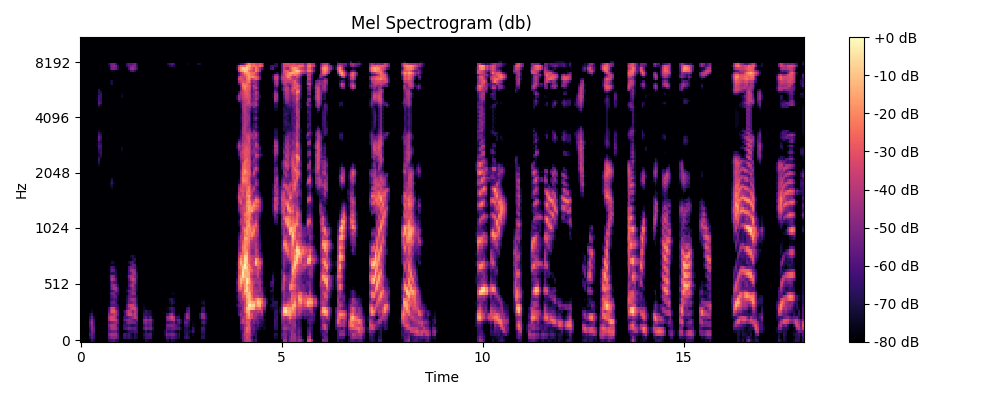 Mel Spectrogram (db)
Hz
8192
4096
2048
1024
512
0
0 5 10 15
Time
+0 dB
-10 dB
-20 dB
-30 dB
-40 dB
-50 dB
-60 dB
-70 dB
-80 dB